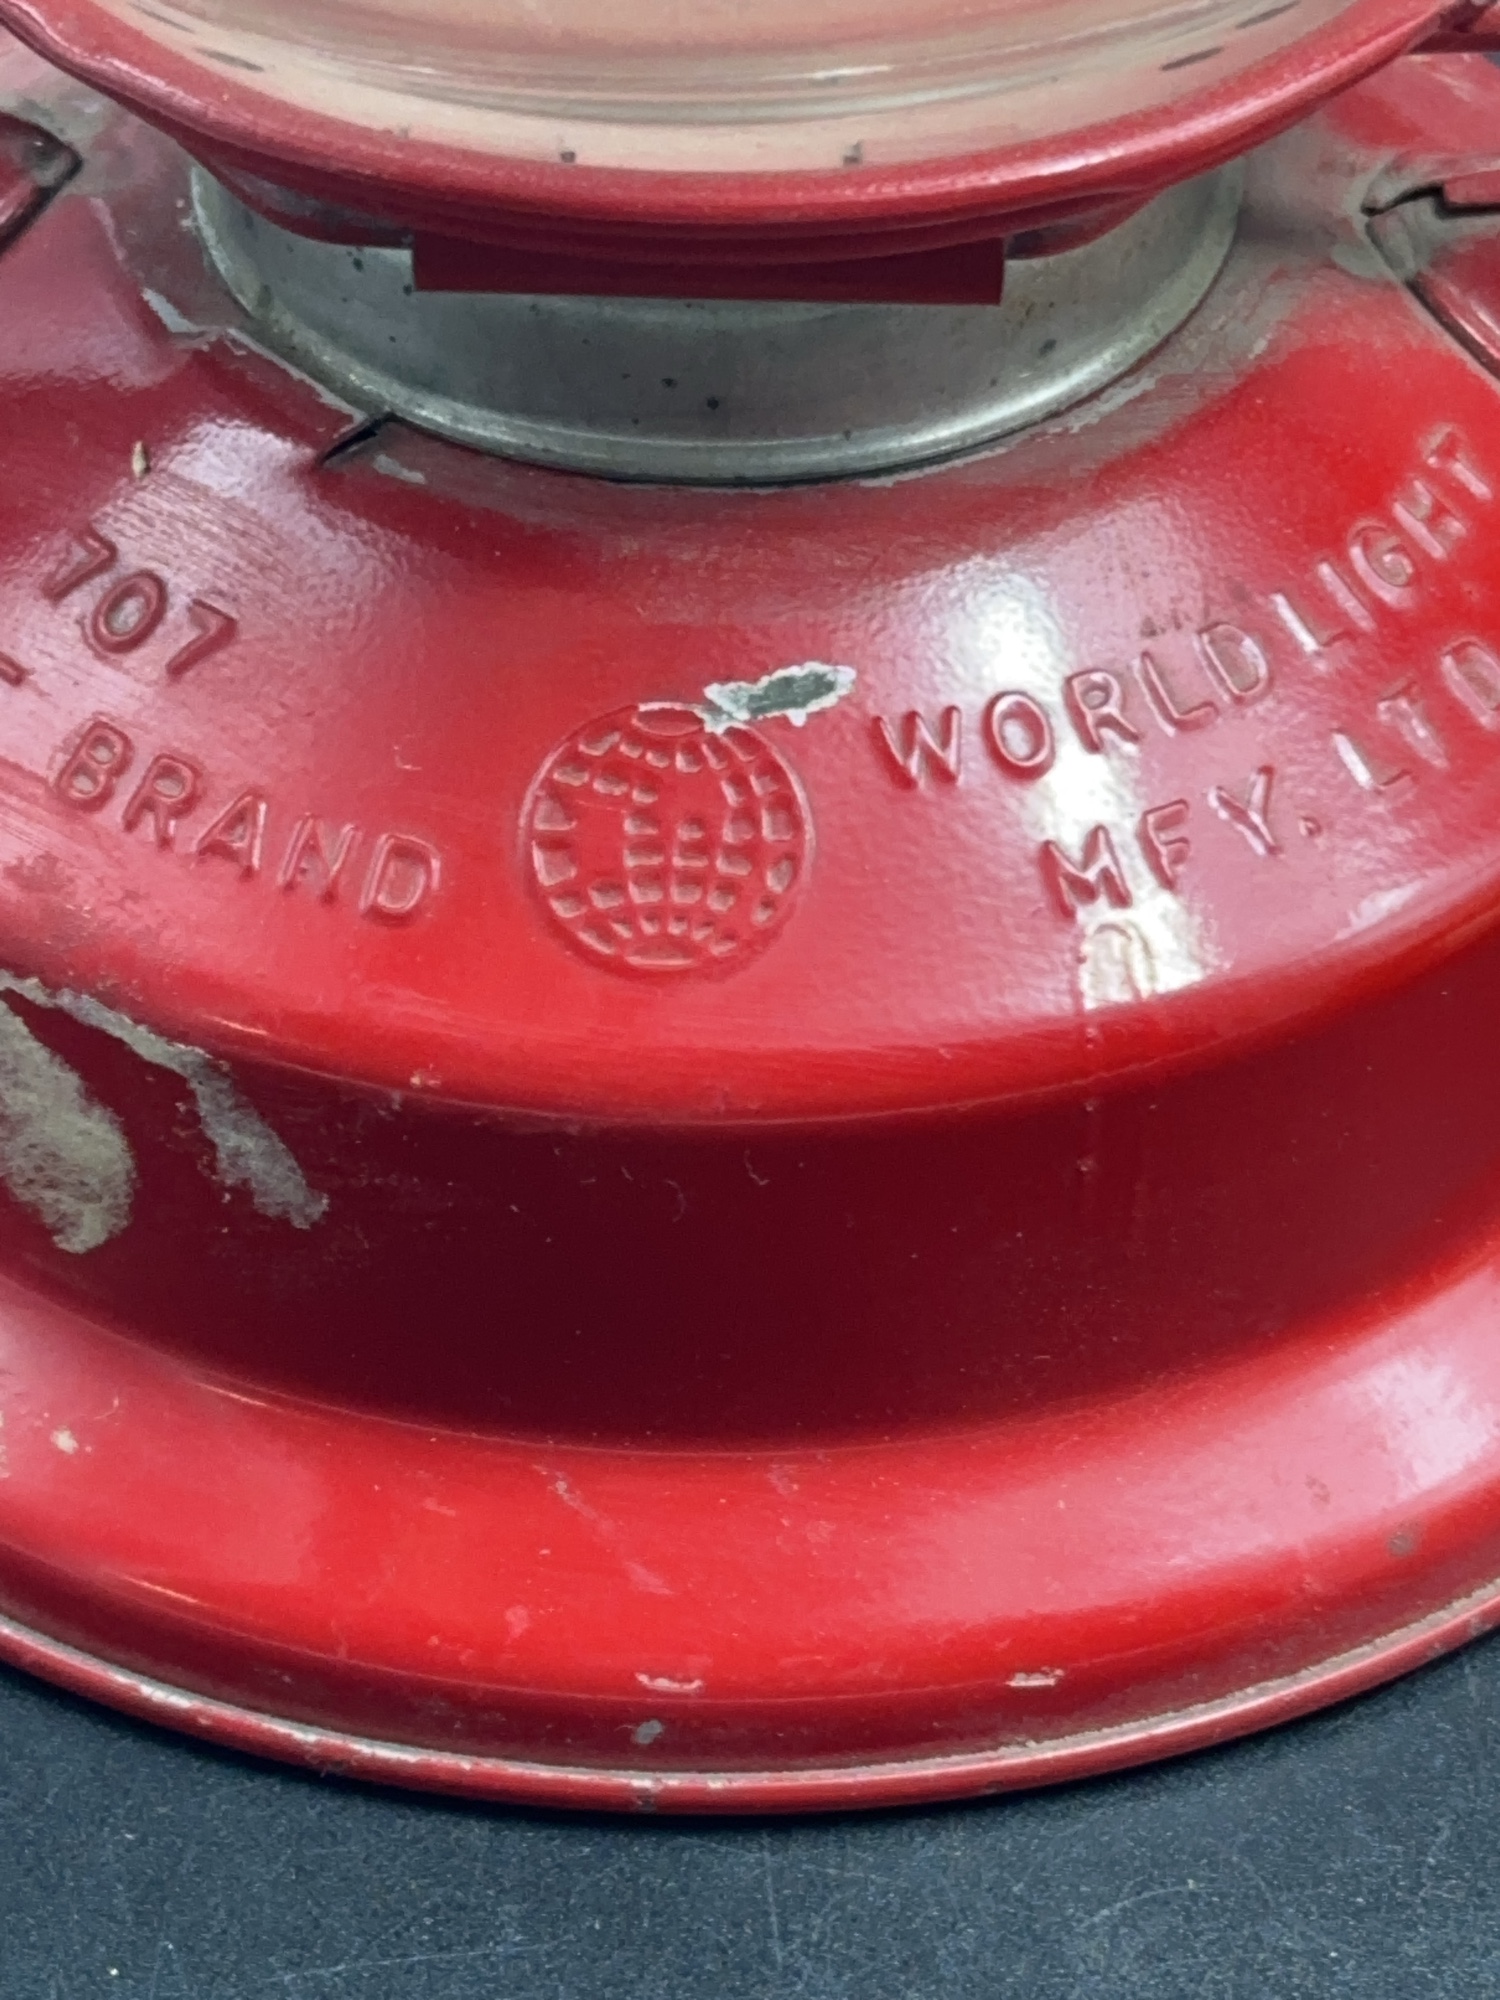 707
BRAND
WORLD LIGHT
MFY. LTD